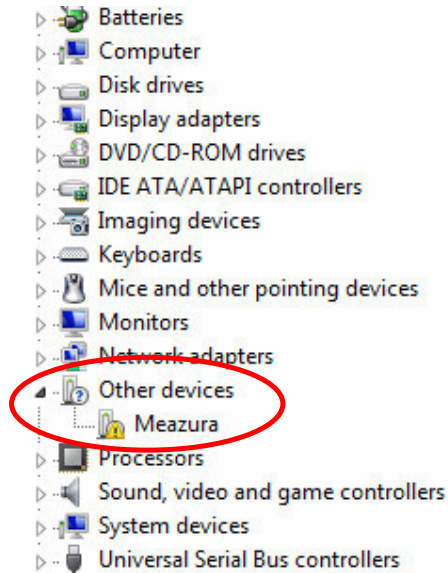 Batteries
Computer
Disk drives
Display adapters
DVD/CD-ROM drives
IDE ATA/ATAPI controllers
Imaging devices
Keyboards
Mice and other pointing devices
Monitors
Network adapters
Other devices
Meazura
Processors
Sound, video and game controllers
System devices
Universal Serial Bus controllers